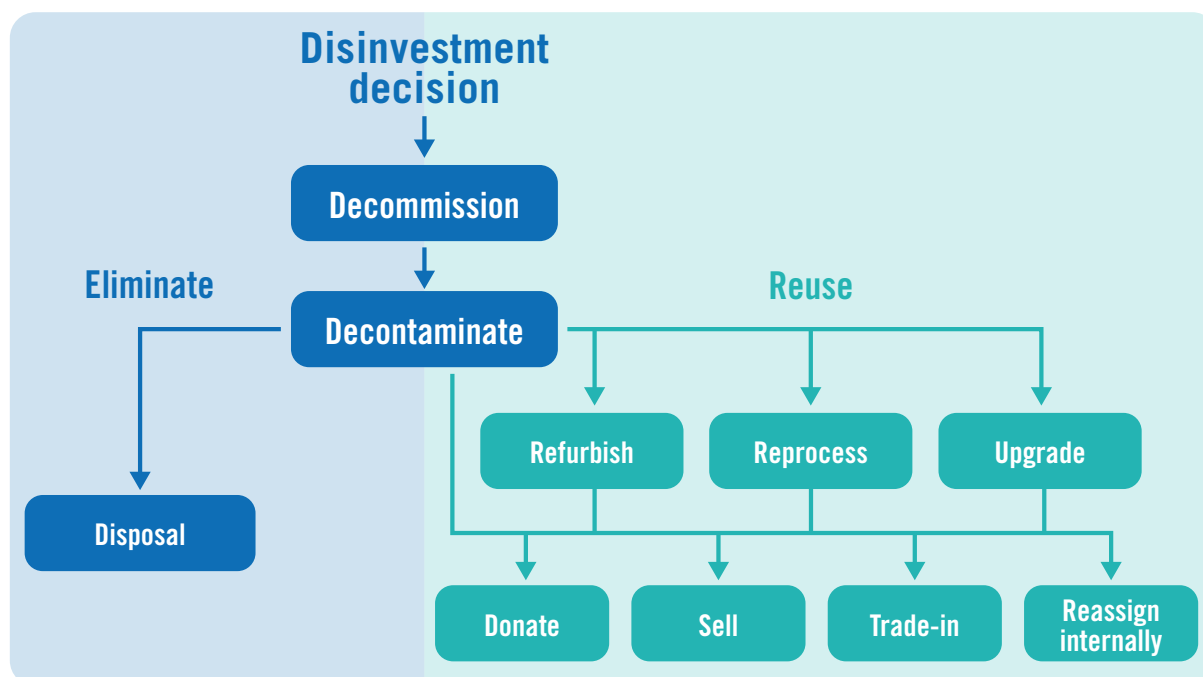 Disinvestment
decision
Decommission
Eliminate
Reuse
Decontaminate
Refurbish
Reprocess
Upgrade
Disposal
Donate
Sell
Trade-in
Reassign
internally